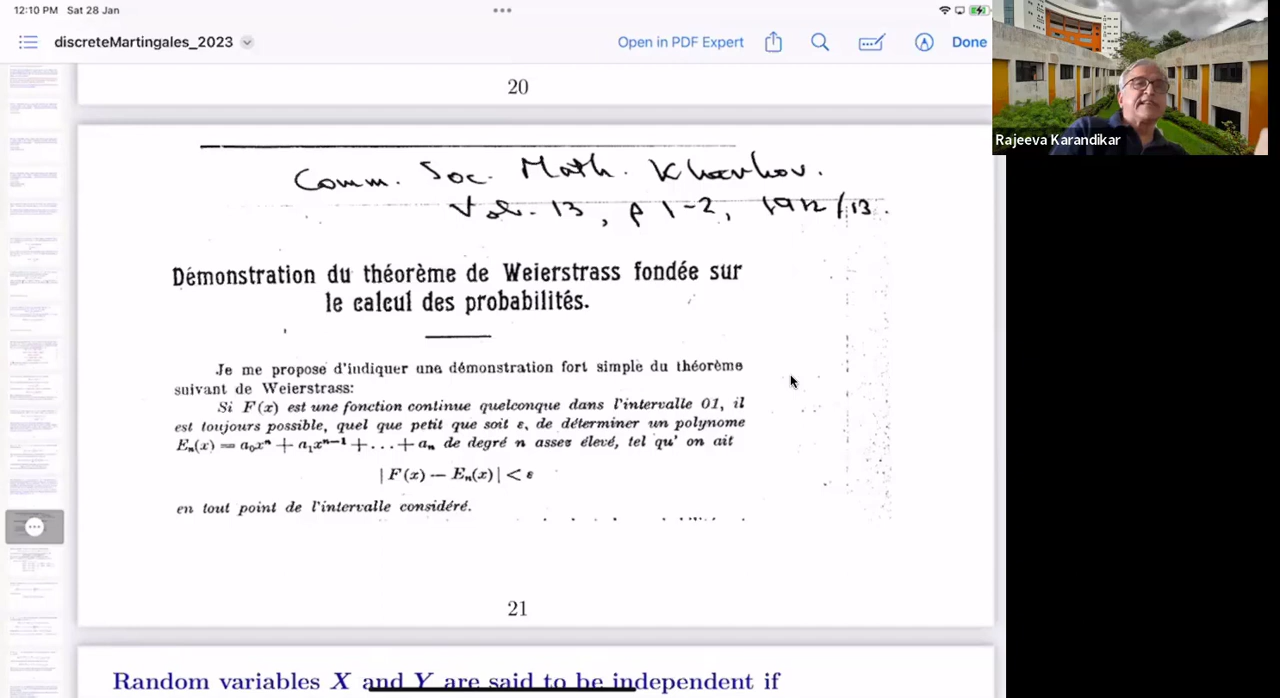 12:10 PM Sat 28 Jan
discreteMartingales_2023
Open in PDF Expert
Done
Rajeeva Karandikar
20
Comm. Soc. Math. Kharkov.
Vol. 13, p 1-2, 1912/13.
Démonstration du théorème de Weierstrass fondée sur
le calcul des probabilités.
Je me propose d'indiquer una démonstration fort simple du théorème
suivant de Weierstrass:
Si F(x) est une fonction continue quelconque dans l'intervalle 01, il
est toujours possible, quel que petit que soit ε, de déterminer un polynome
Eₙ(x) = a₀xⁿ + a₁xⁿ⁻¹ + . . . + aₙ de degré n asses élevé, tel qu' on ait
| F(x) — Eₙ(x) | < ε
en tout point de l'intervalle considéré.
21
Random variables X and Y are said to be independent if